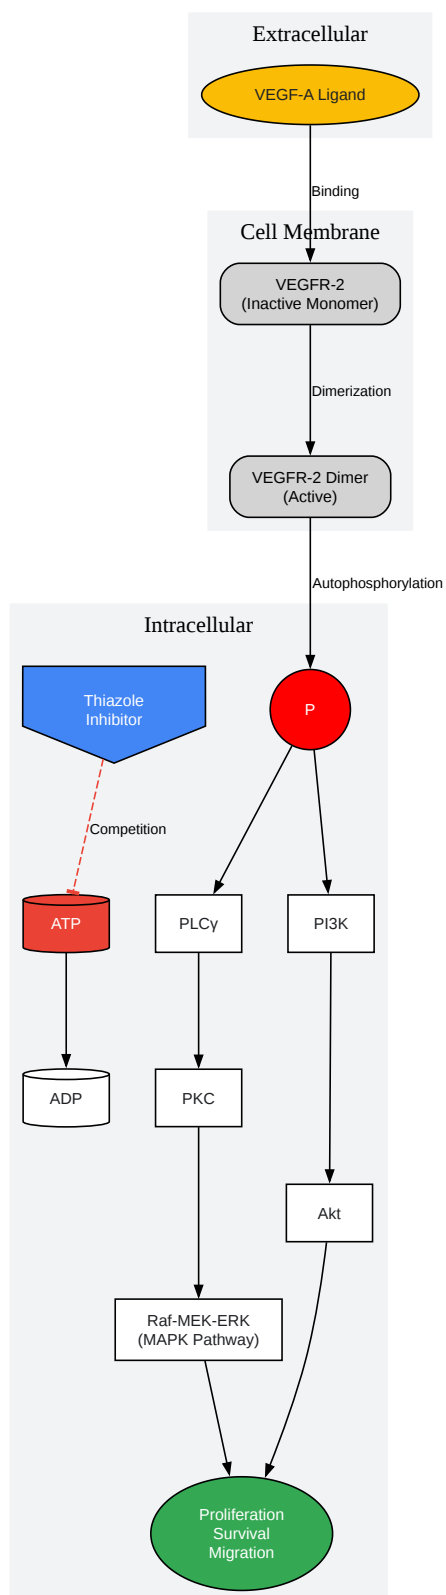 Extracellular
VEGF-A Ligand
Binding
Cell Membrane
VEGFR-2
(Inactive Monomer)
Dimerization
VEGFR-2 Dimer
(Active)
Autophosphorylation
Intracellular
Thiazole
Inhibitor
P
Competition
ATP
PLCγ
PI3K
ADP
PKC
Akt
Raf-MEK-ERK
(MAPK Pathway)
Proliferation
Survival
Migration